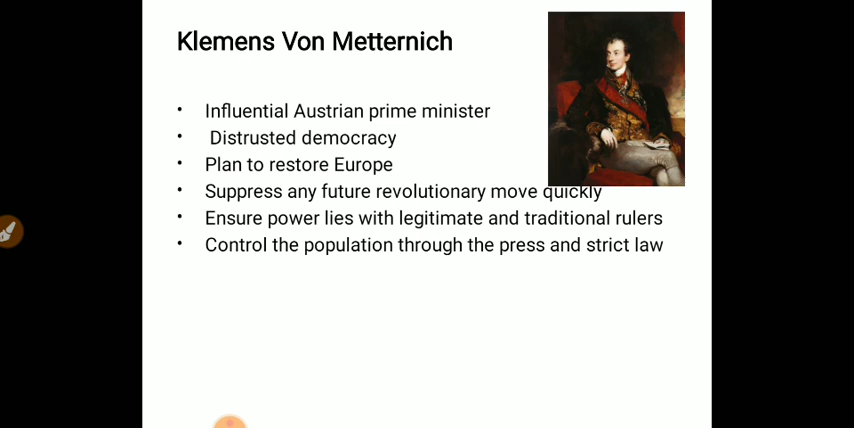 Klemens Von Metternich
• Influential Austrian prime minister
• Distrusted democracy
• Plan to restore Europe
• Suppress any future revolutionary move quickly
• Ensure power lies with legitimate and traditional rulers
• Control the population through the press and strict law